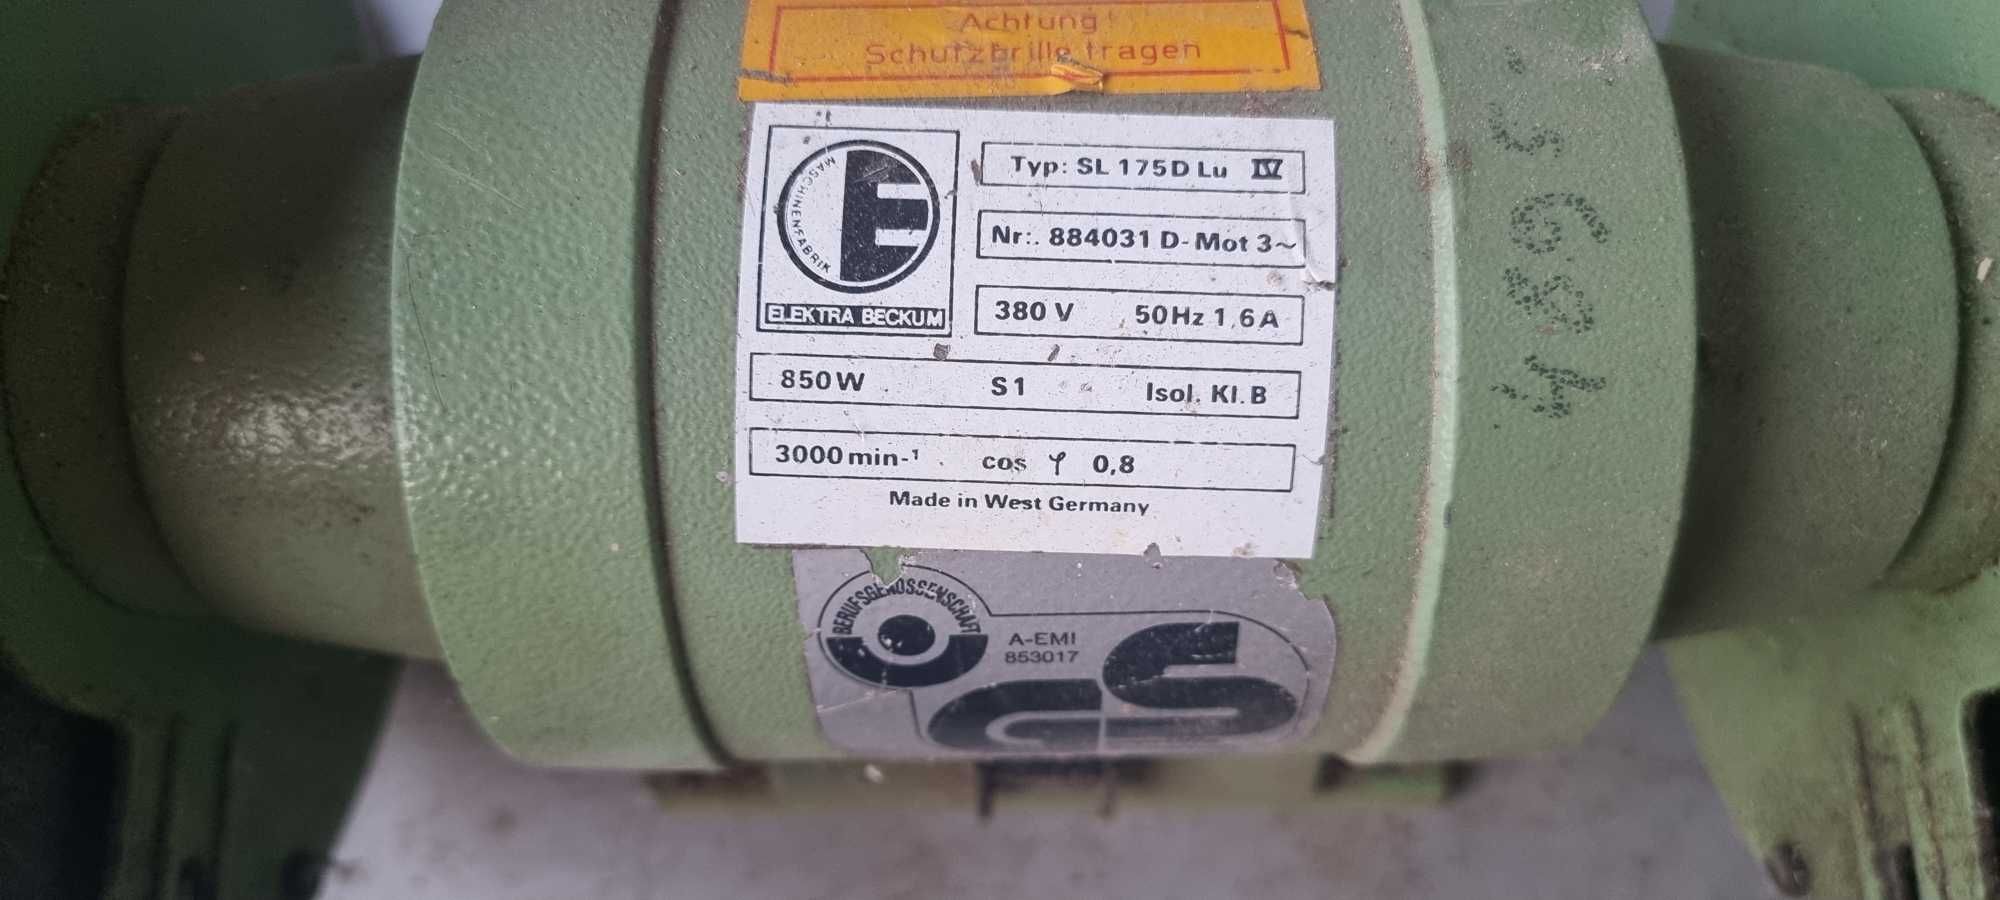 Achtung!
Schutzbrille tragen
MASCHINENFABRIK
E
ELEKTRA BECKUM
Typ: SL 175 D Lu IV
Nr:. 884031 D-Mot 3~
380 V 50Hz 1,6A
850W S1 Isol. Kl. B
3000 min-¹ cos φ 0,8
Made in West Germany
BERUFSGENOSSENSCHAFT
A-EMI
853017
GS